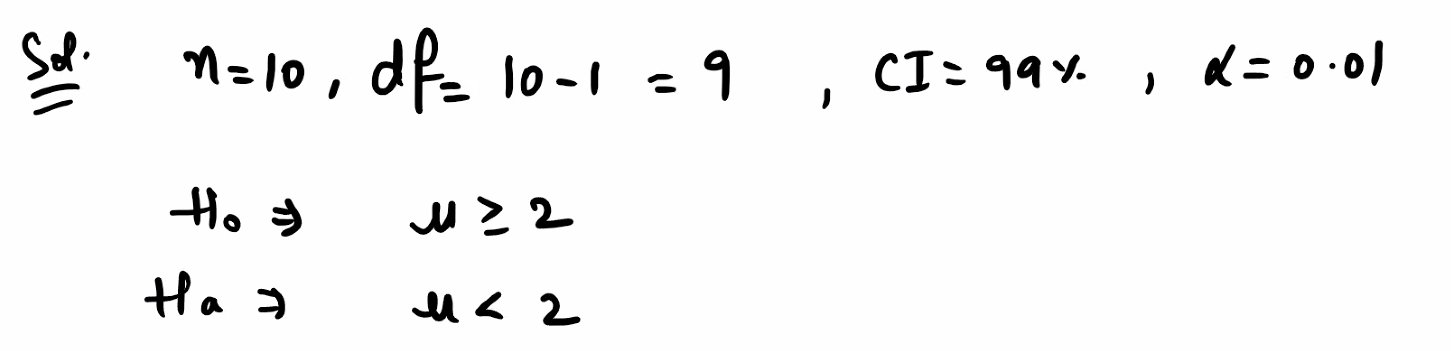 Sol. n=10, df= 10-1 = 9 , CI = 99% , α= 0.01
H₀ ⇒ μ ≥ 2
Ha ⇒ μ < 2